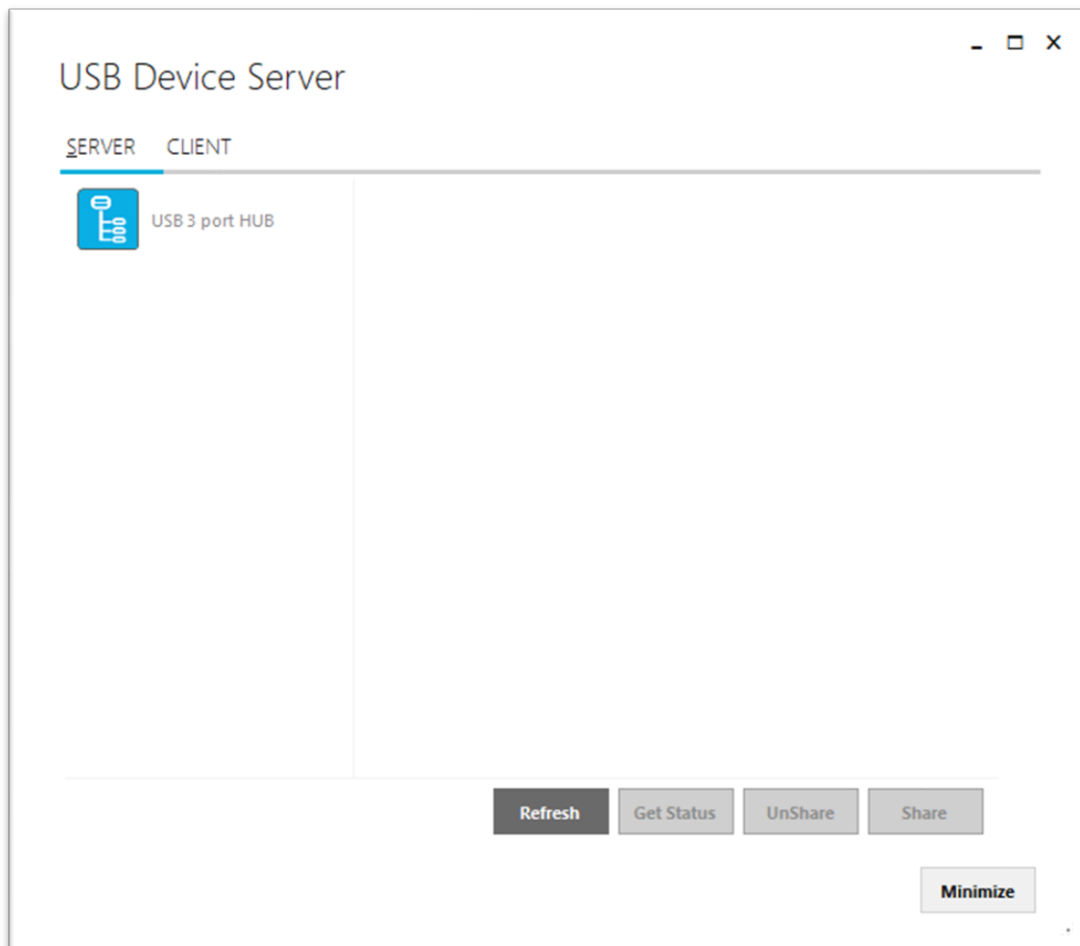 USB Device Server
SERVER CLIENT
USB 3 port HUB
Refresh Get Status UnShare Share
Minimize